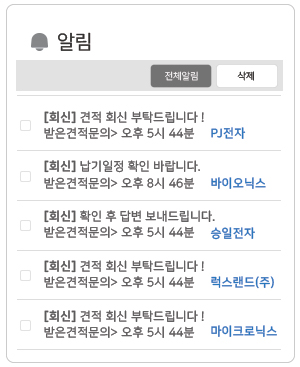 알림
전체알림 삭제
[회신] 견적 회신 부탁드립니다 !
받은견적문의> 오후 5시 44분 PJ전자
[회신] 납기일정 확인 바랍니다.
받은견적문의> 오후 8시 46분 바이오닉스
[회신] 확인 후 답변 보내드립니다.
받은견적문의> 오후 5시 44분 승일전자
[회신] 견적 회신 부탁드립니다 !
받은견적문의> 오후 5시 44분 럭스랜드(주)
[회신] 견적 회신 부탁드립니다 !
받은견적문의> 오후 5시 44분 마이크로닉스